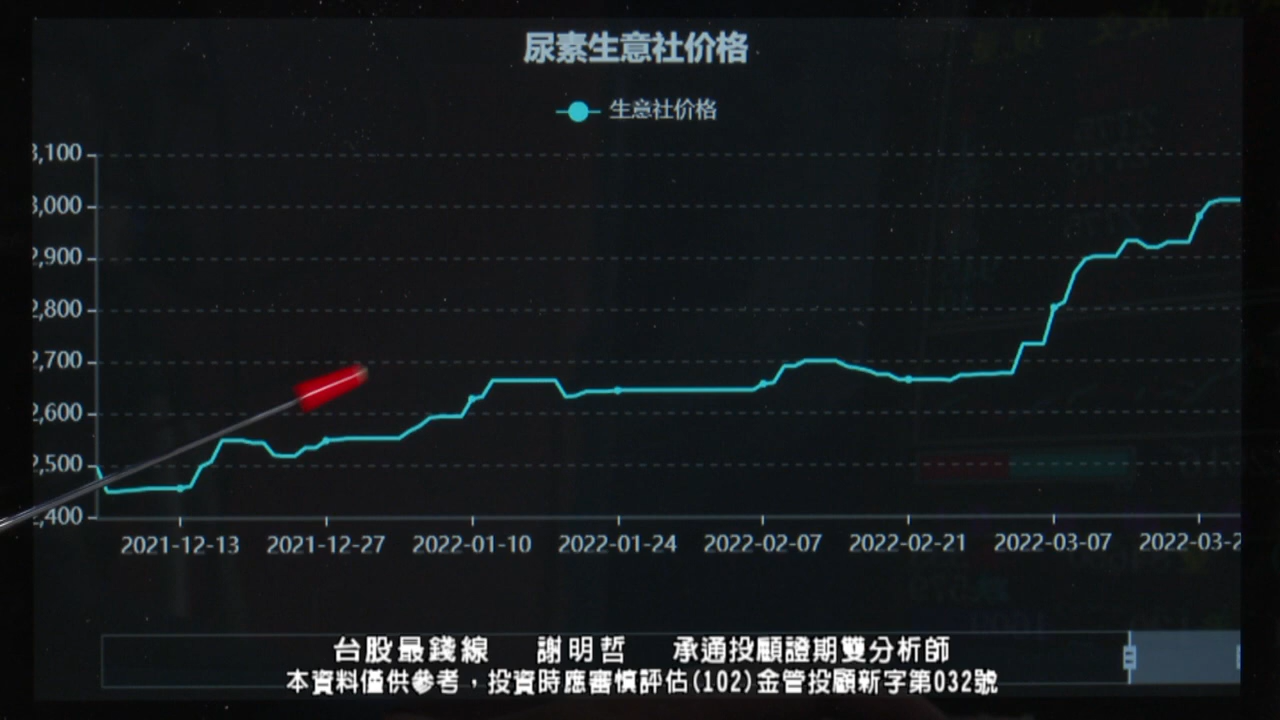 尿素生意社价格
生意社价格
3,100
3,000
2,900
2,800
2,700
2,600
2,500
2,400
2021-12-13 2021-12-27 2022-01-10 2022-01-24 2022-02-07 2022-02-21 2022-03-07 2022-03-2
台股最錢線 謝明哲 承通投顧證期雙分析師
本資料僅供參考,投資時應審慎評估(102)金管投顧新字第032號